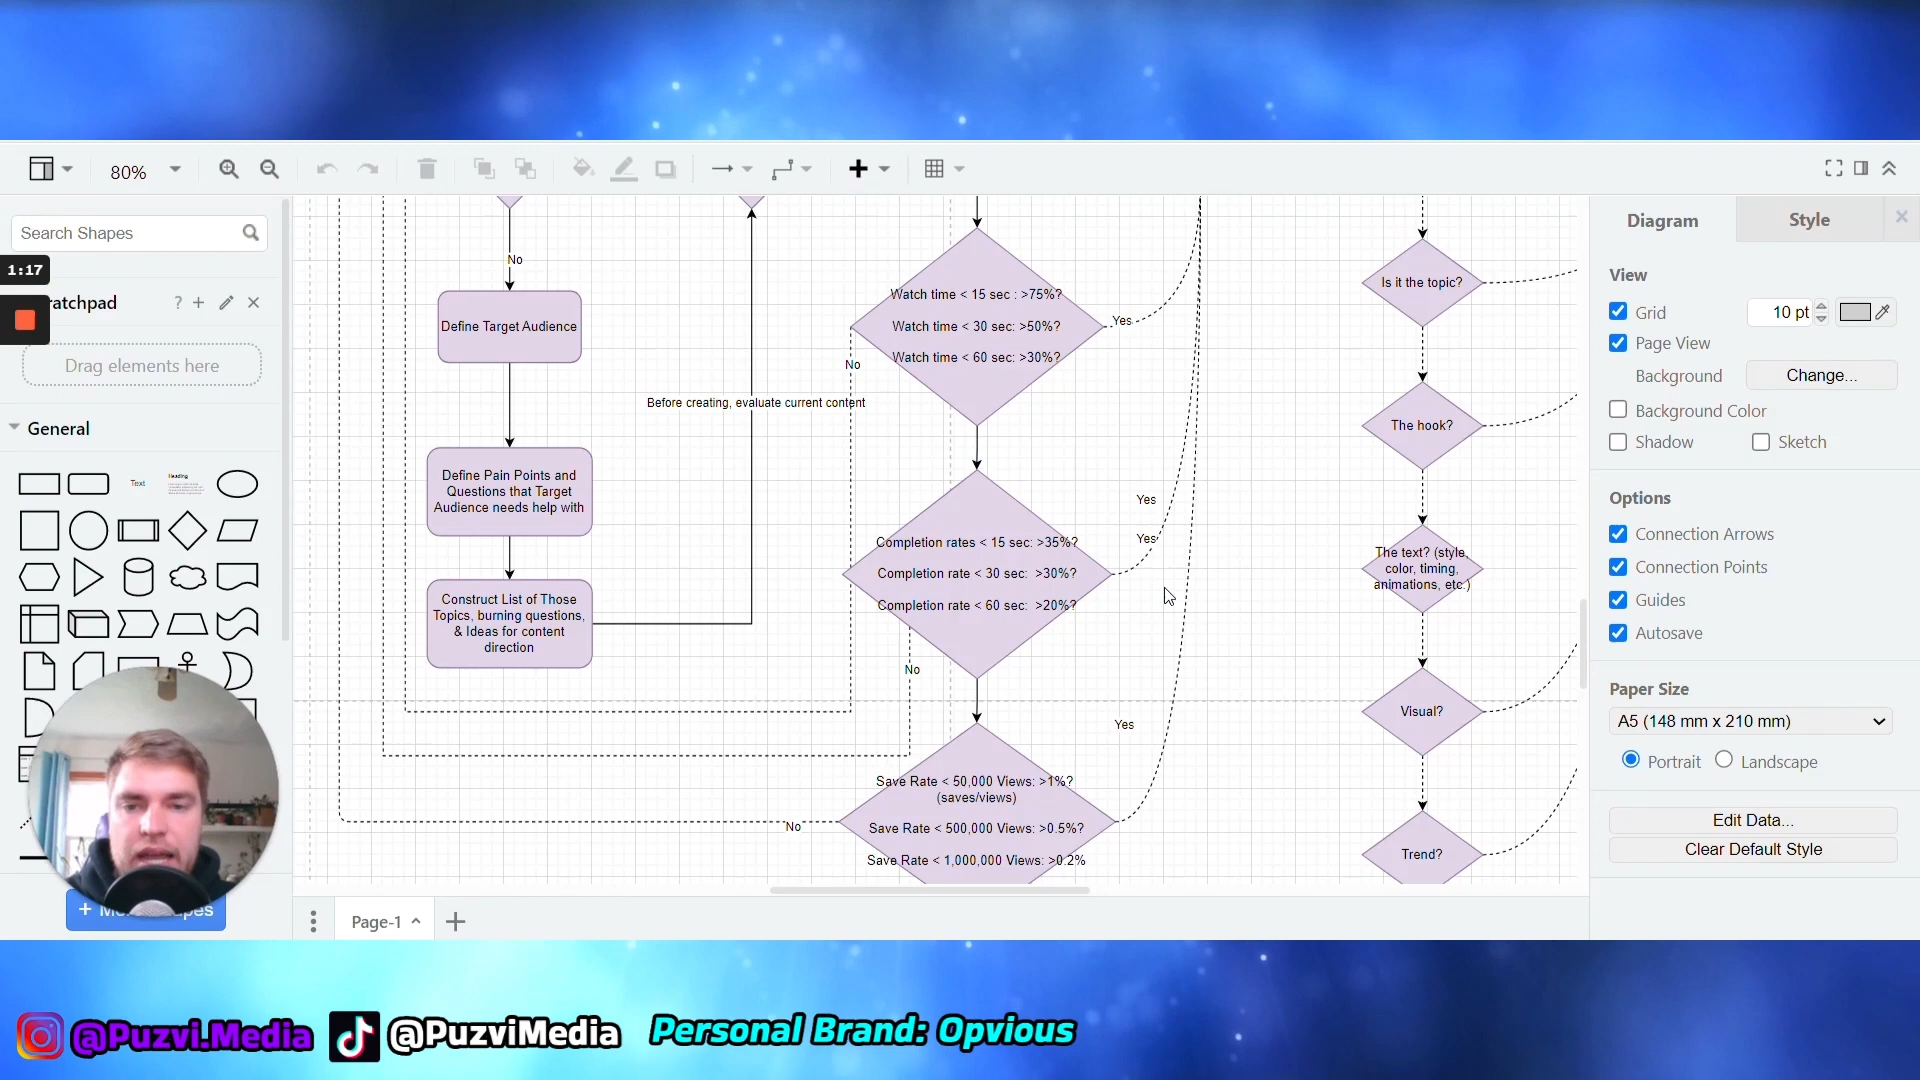 80%
Search Shapes
1:17
ratchpad
?
Drag elements here
General
Text
Heading
No
Define Target Audience
Define Pain Points and
Questions that Target
Audience needs help with
Construct List of Those
Topics, burning questions,
& Ideas for content
direction
Before creating, evaluate current content
Watch time < 15 sec : >75%?
Watch time < 30 sec: >50%?
Watch time < 60 sec: >30%?
Yes
No
Completion rates < 15 sec: >35%?
Completion rate < 30 sec: >30%?
Completion rate < 60 sec: >20%?
Yes
Yes
No
Save Rate < 50,000 Views: >1%?
(saves/views)
Save Rate < 500,000 Views: >0.5%?
Save Rate < 1,000,000 Views: >0.2%
Yes
No
Is it the topic?
The hook?
The text? (style,
color, timing,
animations, etc.)
Visual?
Trend?
Diagram
Style
View
Grid
10 pt
Page View
Background
Change...
Background Color
Shadow
Sketch
Options
Connection Arrows
Connection Points
Guides
Autosave
Paper Size
A5 (148 mm x 210 mm)
Portrait
Landscape
Edit Data...
Clear Default Style
Page-1
@Puzvi.Media
@PuzviMedia
Personal Brand: Opvious